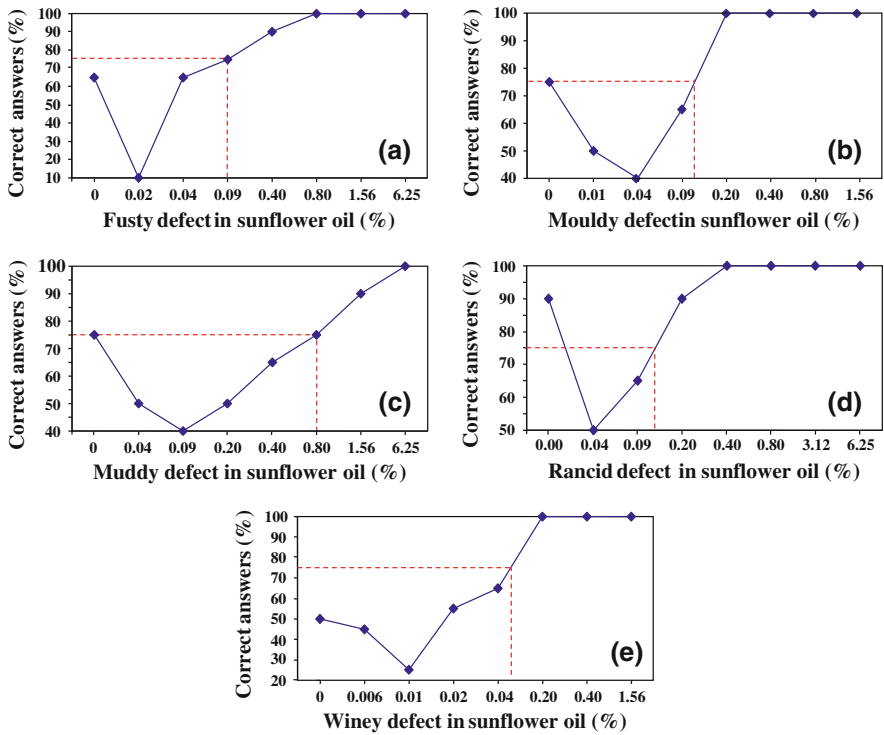 Correct answers (%)
100
90
80
70
60
50
40
30
20
10
0 0.02 0.04 0.09 0.40 0.80 1.56 6.25
Fusty defect in sunflower oil (%)
(a)
Correct answers (%)
100
90
80
70
60
50
40
0 0.01 0.04 0.09 0.20 0.40 0.80 1.56
Mouldy defectin sunflower oil (%)
(b)
Correct answers (%)
100
90
80
70
60
50
40
0 0.04 0.09 0.20 0.40 0.80 1.56 6.25
Muddy defect in sunflower oil (%)
(c)
Correct answers (%)
100
90
80
70
60
50
0.00 0.04 0.09 0.20 0.40 0.80 3.12 6.25
Rancid defect in sunflower oil (%)
(d)
Correct answers (%)
100
90
80
70
60
50
40
30
20
0 0.006 0.01 0.02 0.04 0.20 0.40 1.56
Winey defect in sunflower oil (%)
(e)